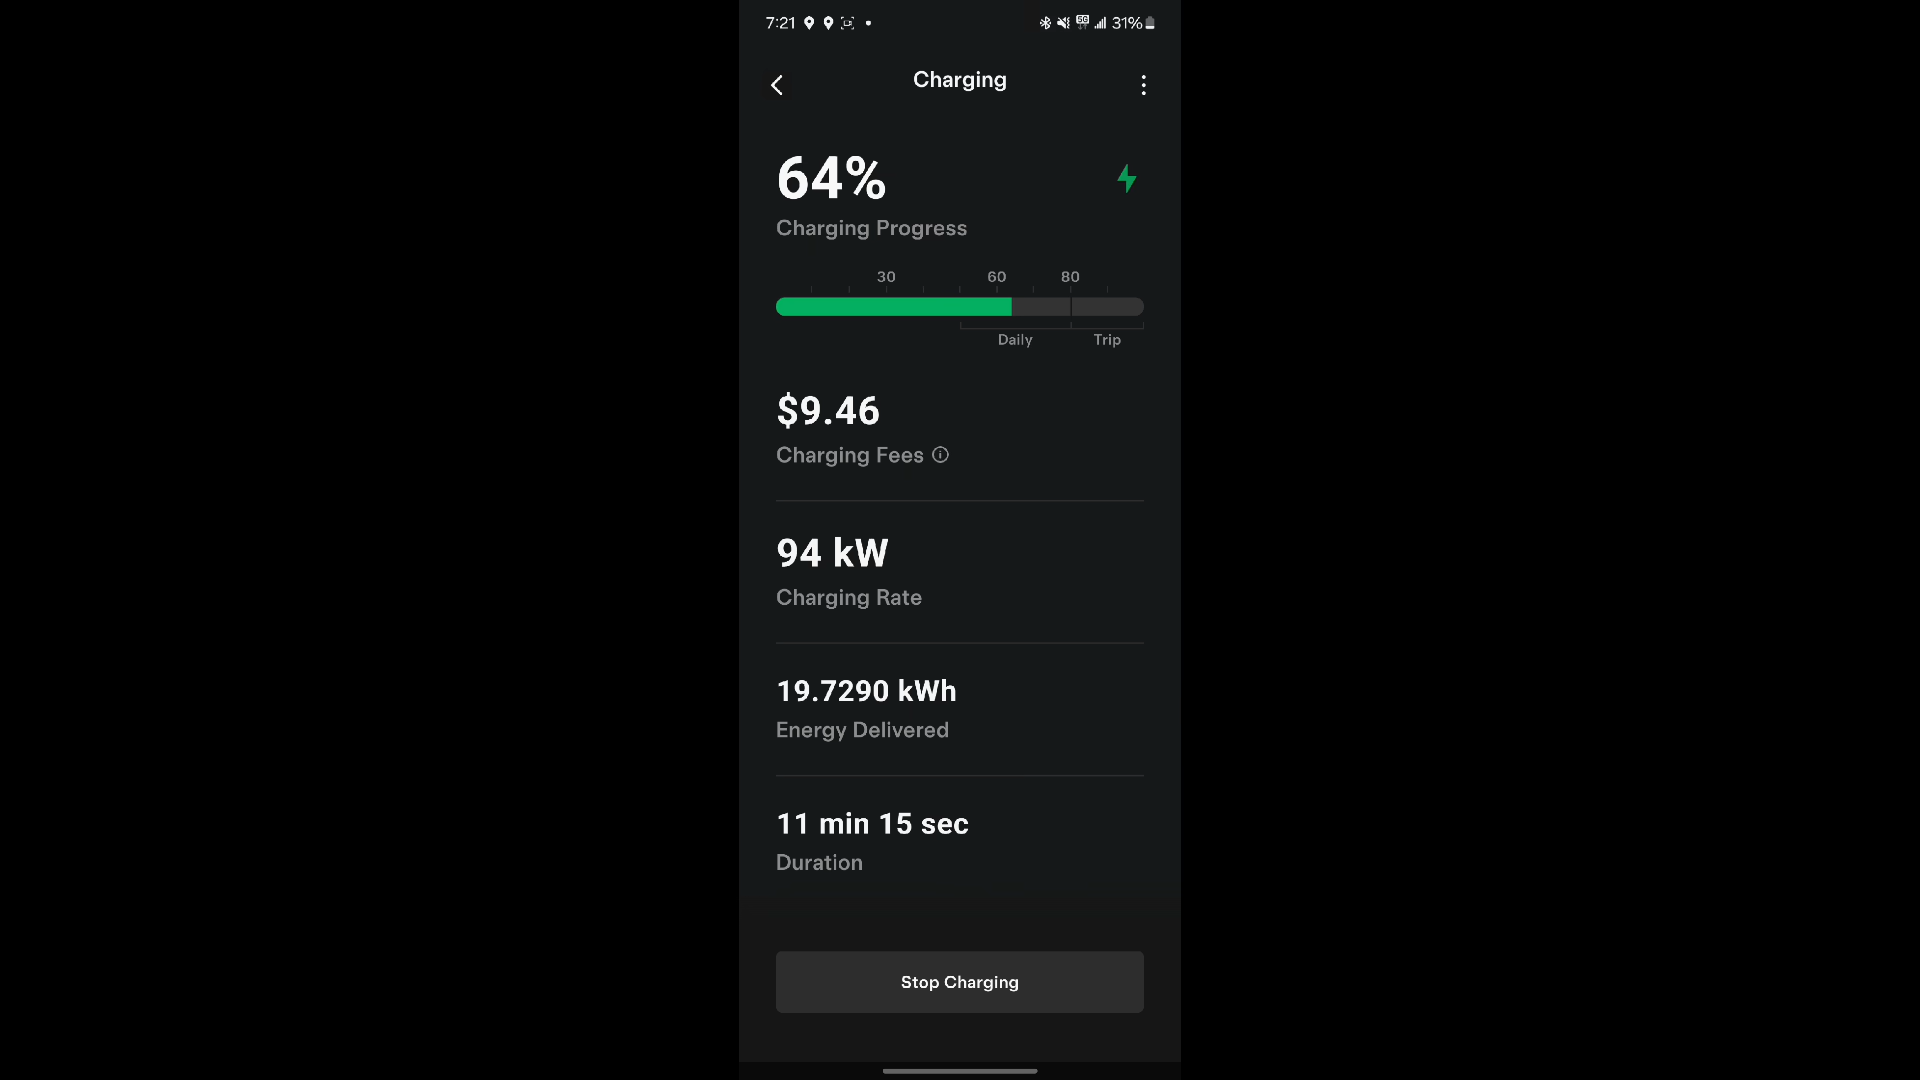 7:21 5G 31%
Charging
64%
Charging Progress
30 60 80
Daily Trip
$9.46
Charging Fees
94 kW
Charging Rate
19.7290 kWh
Energy Delivered
11 min 15 sec
Duration
Stop Charging